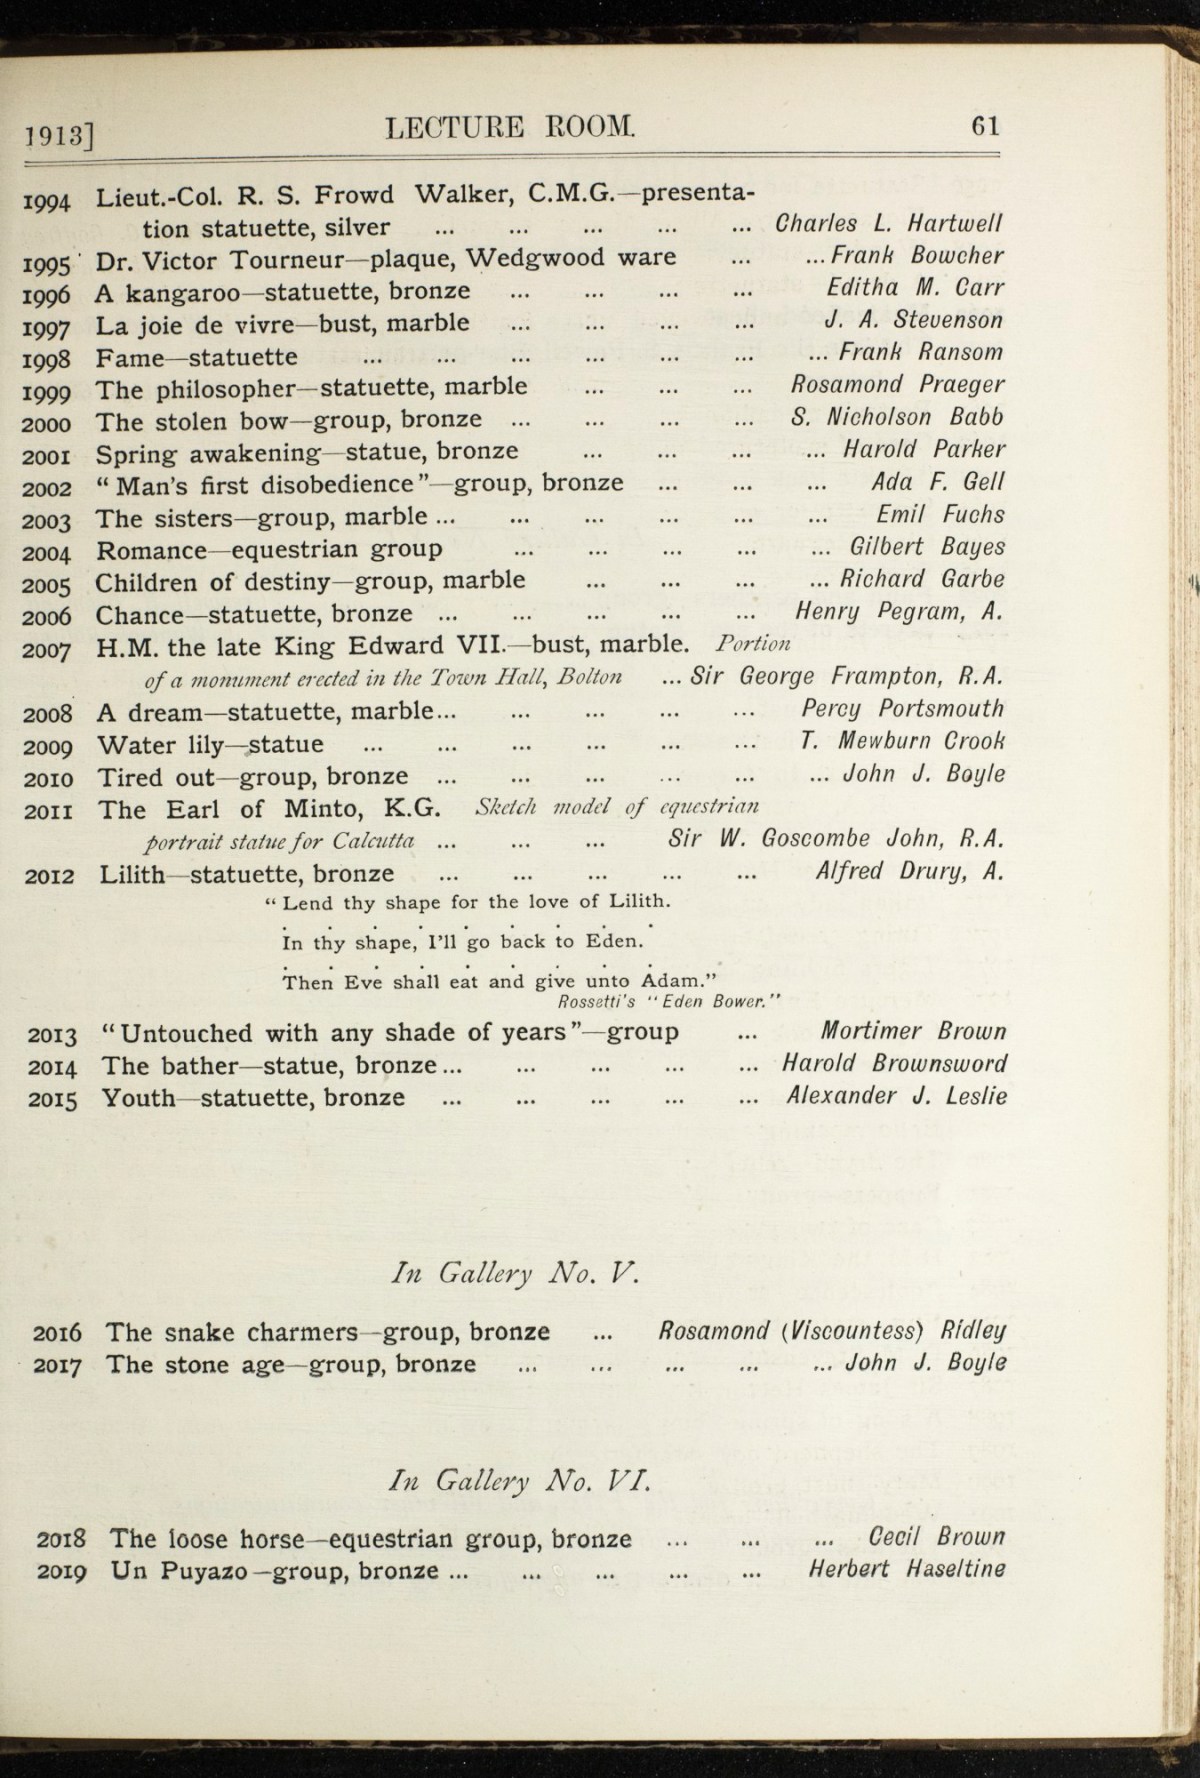 1913] LECTURE ROOM. 61
1994 Lieut.-Col. R. S. Frowd Walker, C.M.G.—presenta-
tion statuette, silver ... ... ... ... ... Charles L. Hartwell
1995 Dr. Victor Tourneur—plaque, Wedgwood ware ... ... Frank Bowcher
1996 A kangaroo—statuette, bronze ... ... ... ... Editha M. Carr
1997 La joie de vivre—bust, marble ... ... ... ... J. A. Stevenson
1998 Fame—statuette ... ... ... ... ... ... ... Frank Ransom
1999 The philosopher—statuette, marble ... ... ... Rosamond Praeger
2000 The stolen bow—group, bronze ... ... ... ... S. Nicholson Babb
2001 Spring awakening—statue, bronze ... ... ... ... Harold Parker
2002 “Man's first disobedience”—group, bronze ... ... ... Ada F. Gell
2003 The sisters—group, marble ... ... ... ... ... ... Emil Fuchs
2004 Romance—equestrian group ... ... ... ... ... Gilbert Bayes
2005 Children of destiny—group, marble ... ... ... ... Richard Garbe
2006 Chance—statuette, bronze ... ... ... ... ... Henry Pegram, A.
2007 H.M. the late King Edward VII.—bust, marble. Portion
of a monument erected in the Town Hall, Bolton ... Sir George Frampton, R.A.
2008 A dream—statuette, marble... ... ... ... ... Percy Portsmouth
2009 Water lily—statue ... ... ... ... ... ... T. Mewburn Crook
2010 Tired out—group, bronze ... ... ... ... ... ... John J. Boyle
2011 The Earl of Minto, K.G. Sketch model of equestrian
portrait statue for Calcutta ... ... ... Sir W. Goscombe John, R.A.
2012 Lilith—statuette, bronze ... ... ... ... ... Alfred Drury, A.
“Lend thy shape for the love of Lilith.
. . . . . . . . .
In thy shape, I'll go back to Eden.
. . . . . . . . .
Then Eve shall eat and give unto Adam.”
Rossetti's “Eden Bower.”
2013 “Untouched with any shade of years”—group ... Mortimer Brown
2014 The bather—statue, bronze... ... ... ... ... Harold Brownsword
2015 Youth—statuette, bronze ... ... ... ... ... Alexander J. Leslie
In Gallery No. V.
2016 The snake charmers—group, bronze ... Rosamond (Viscountess) Ridley
2017 The stone age—group, bronze ... ... ... ... ... John J. Boyle
In Gallery No. VI.
2018 The loose horse—equestrian group, bronze ... ... ... Cecil Brown
2019 Un Puyazo—group, bronze ... ... ... ... ... Herbert Haseltine